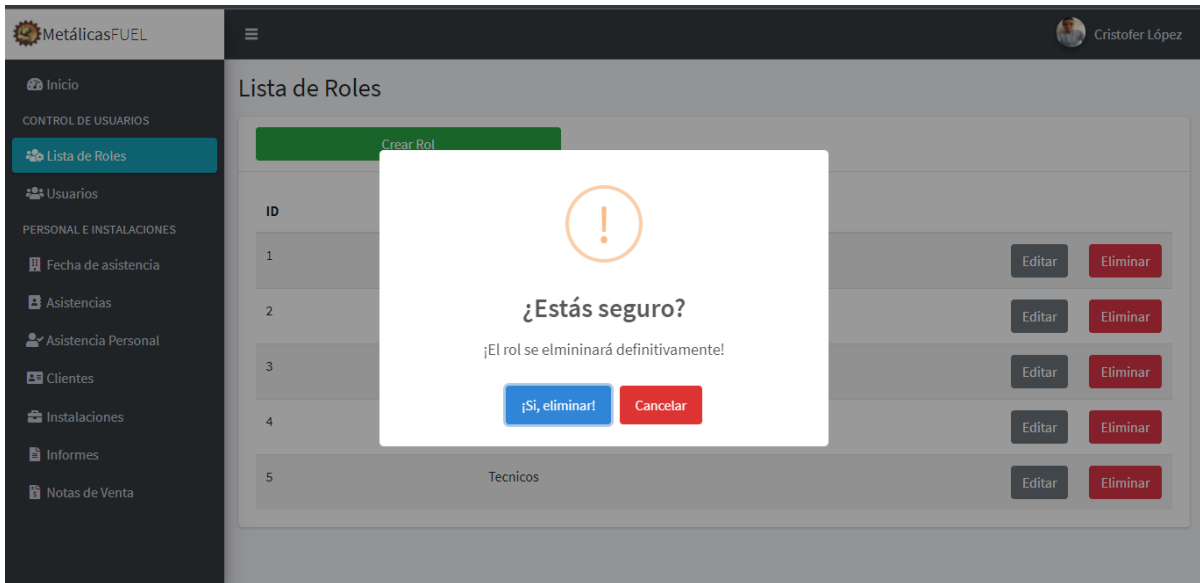 MetálicasFUEL
Cristofer López
Inicio
CONTROL DE USUARIOS
Lista de Roles
Usuarios
PERSONAL E INSTALACIONES
Fecha de asistencia
Asistencias
Asistencia Personal
Clientes
Instalaciones
Informes
Notas de Venta
Lista de Roles
Crear Rol
ID
1 Editar Eliminar
2 Editar Eliminar
3 Editar Eliminar
4 Editar Eliminar
5 Tecnicos Editar Eliminar
¿Estás seguro?
¡El rol se elmininará definitivamente!
¡Si, eliminar! Cancelar